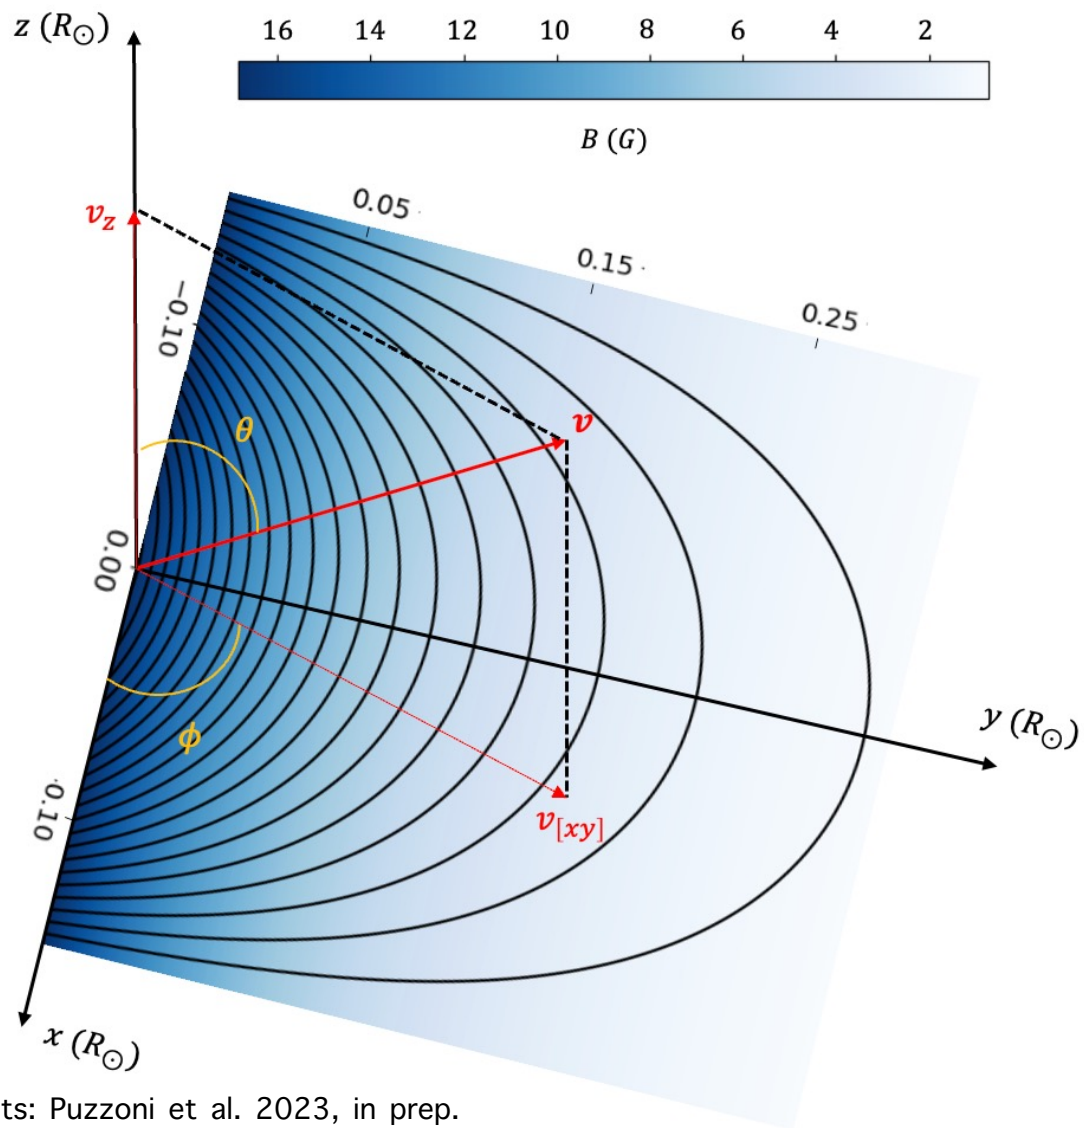 z (R☉)
16 14 12 10 8 6 4 2
B (G)
0.05
0.15
0.25
v_z
−0.10
θ
v
0.00
ϕ
y (R☉)
v_[xy]
0.10
x (R☉)
ts: Puzzoni et al. 2023, in prep.